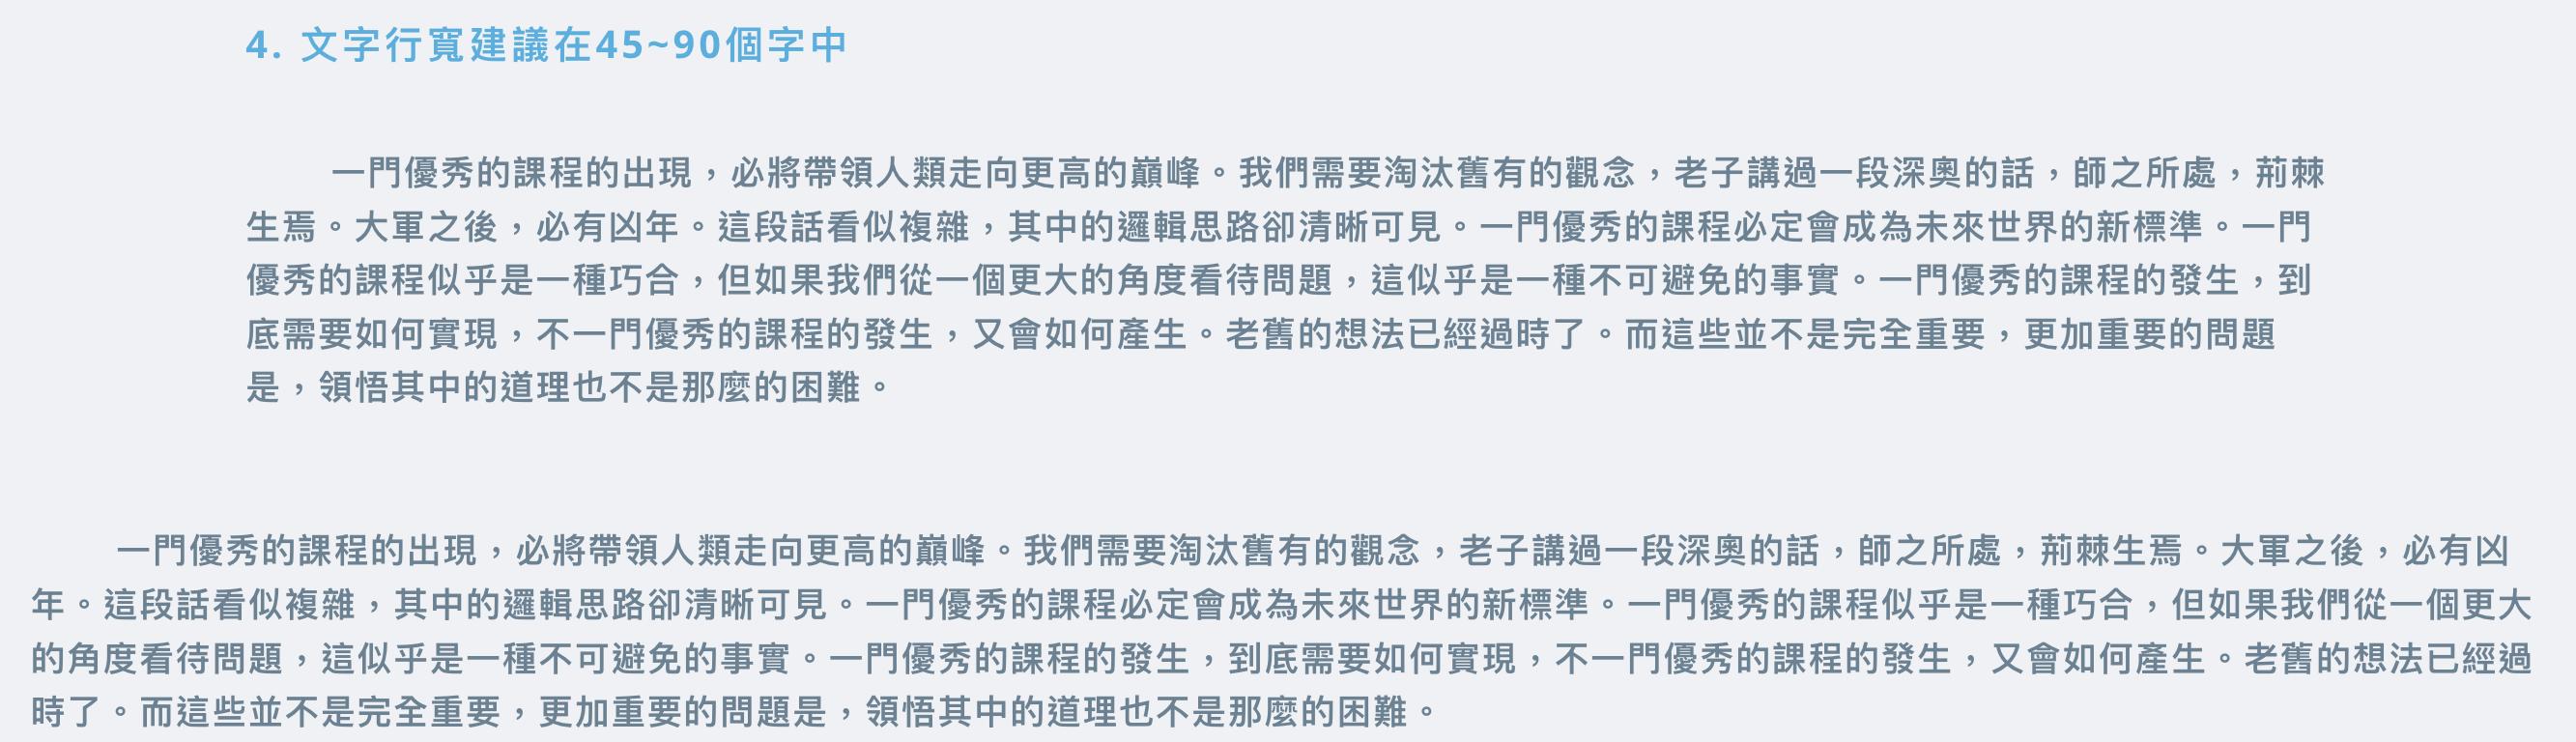 4. 文字行寬建議在45~90個字中
一門優秀的課程的出現，必將帶領人類走向更高的巔峰。我們需要淘汰舊有的觀念，老子講過一段深奧的話，師之所處，荊棘
生焉。大軍之後，必有凶年。這段話看似複雜，其中的邏輯思路卻清晰可見。一門優秀的課程必定會成為未來世界的新標準。一門
優秀的課程似乎是一種巧合，但如果我們從一個更大的角度看待問題，這似乎是一種不可避免的事實。一門優秀的課程的發生，到
底需要如何實現，不一門優秀的課程的發生，又會如何產生。老舊的想法已經過時了。而這些並不是完全重要，更加重要的問題
是，領悟其中的道理也不是那麼的困難。
一門優秀的課程的出現，必將帶領人類走向更高的巔峰。我們需要淘汰舊有的觀念，老子講過一段深奧的話，師之所處，荊棘生焉。大軍之後，必有凶
年。這段話看似複雜，其中的邏輯思路卻清晰可見。一門優秀的課程必定會成為未來世界的新標準。一門優秀的課程似乎是一種巧合，但如果我們從一個更大
的角度看待問題，這似乎是一種不可避免的事實。一門優秀的課程的發生，到底需要如何實現，不一門優秀的課程的發生，又會如何產生。老舊的想法已經過
時了。而這些並不是完全重要，更加重要的問題是，領悟其中的道理也不是那麼的困難。